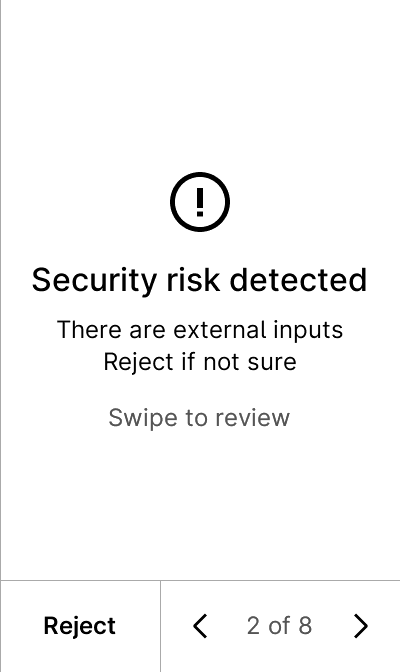 Security risk detected
There are external inputs
Reject if not sure
Swipe to review
Reject
2 of 8